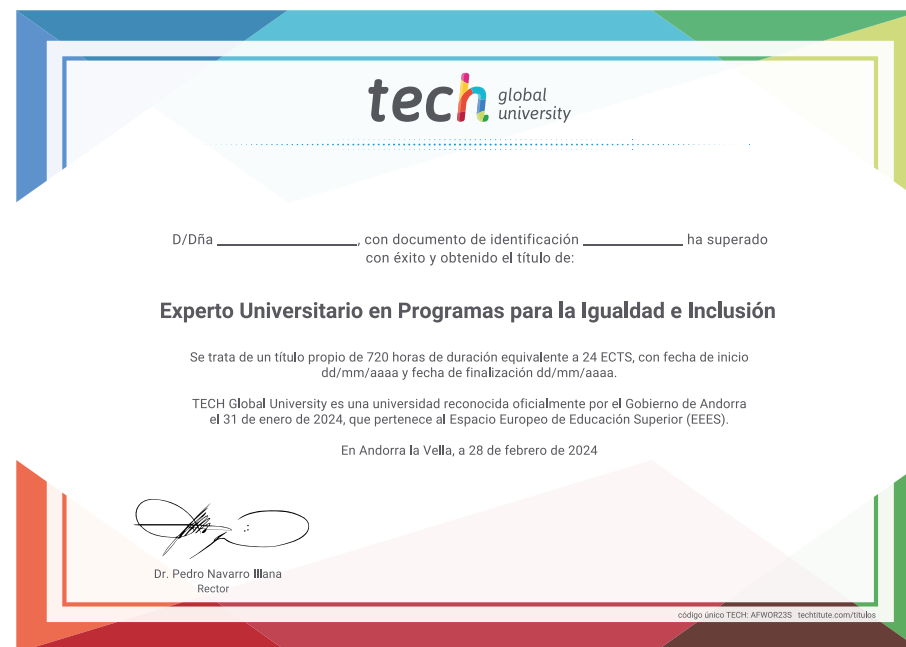 tech global university
D/Dña ______________, con documento de identificación __________ ha superado
con éxito y obtenido el título de:
Experto Universitario en Programas para la Igualdad e Inclusión
Se trata de un título propio de 720 horas de duración equivalente a 24 ECTS, con fecha de inicio
dd/mm/aaaa y fecha de finalización dd/mm/aaaa.
TECH Global University es una universidad reconocida oficialmente por el Gobierno de Andorra
el 31 de enero de 2024, que pertenece al Espacio Europeo de Educación Superior (EEES).
En Andorra la Vella, a 28 de febrero de 2024
Dr. Pedro Navarro Illana
Rector
código único TECH: AFWOR23S techtitute.com/titulos